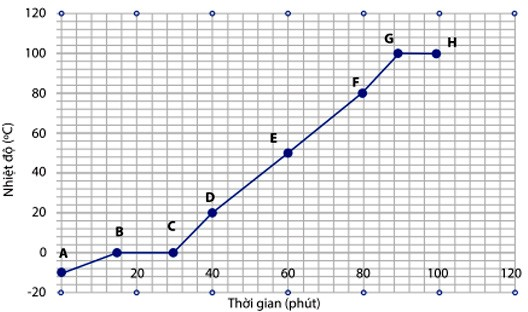 120
100
G
H
80
F
60
E
40
20
D
B
C
A
0
20
40
60
80
100
120
-20
Nhiệt độ (ºC)
Thời gian (phút)